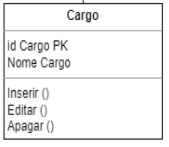 Cargo
id Cargo PK
Nome Cargo
Inserir ()
Editar ()
Apagar ()